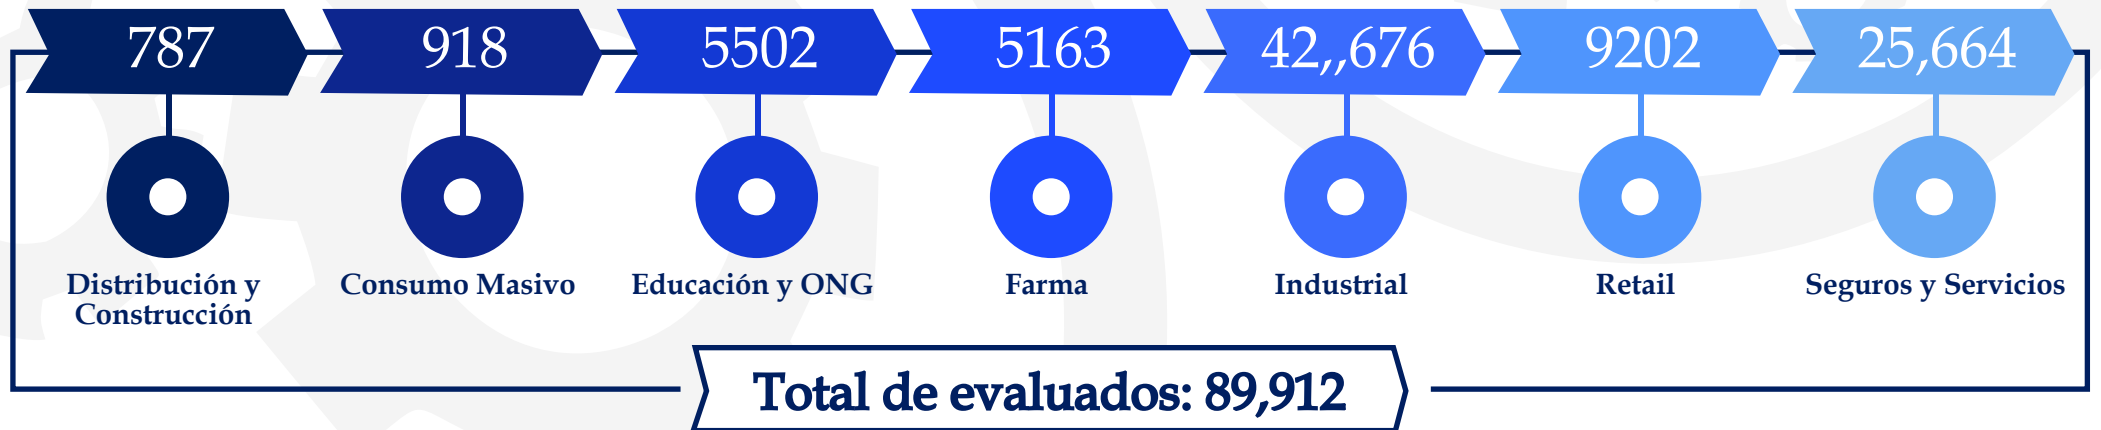 787
918
5502
5163
42,,676
9202
25,664
Distribución y
Construcción
Consumo Masivo
Educación y ONG
Farma
Industrial
Retail
Seguros y Servicios
Total de evaluados: 89,912